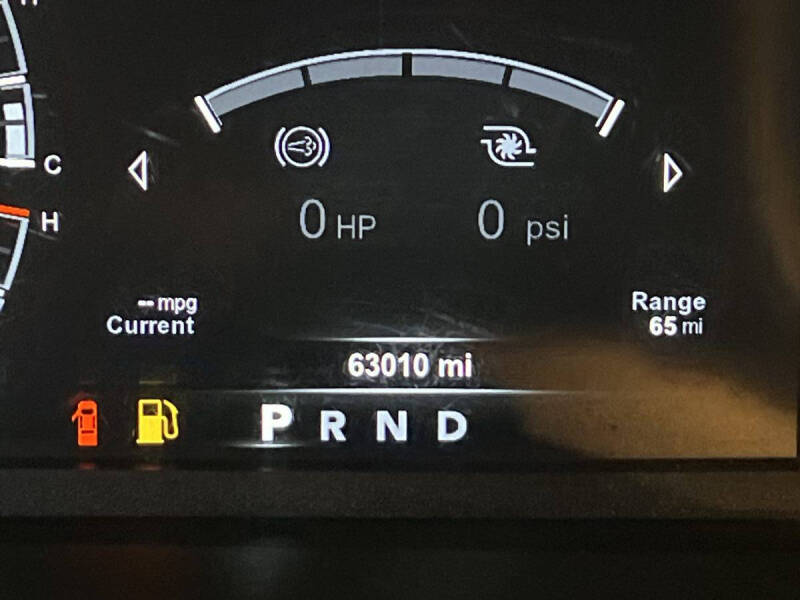 C
H
0 HP
0 psi
-- mpg
Current
Range
65 mi
63010 mi
P R N D